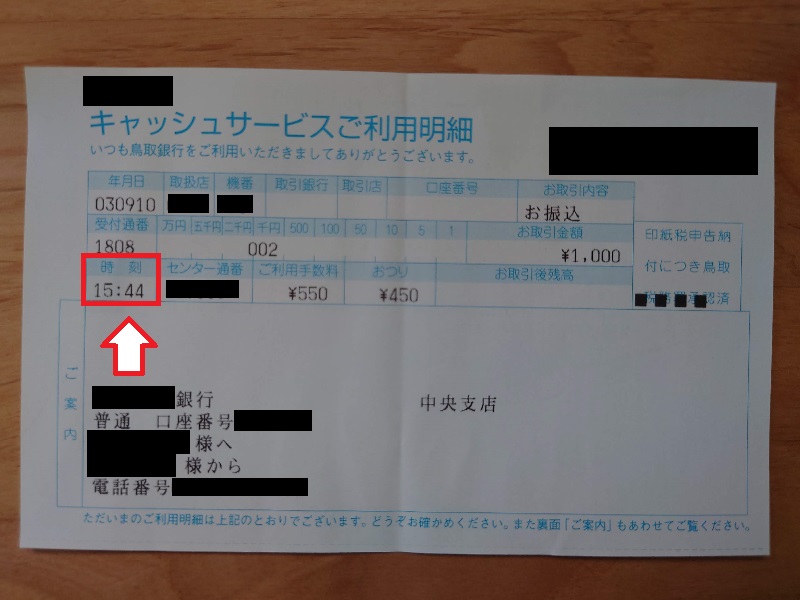 キャッシュサービスご利用明細
いつも鳥取銀行をご利用いただきましてありがとうございます。
年月日 取扱店 機番 取引銀行 取引店 口座番号 お取引内容
030910 お振込
受付通番 万円 五千円 二千円 千円 500 100 50 10 5 1 お取引金額
1808 002 ¥1,000
時刻 センター通番 ご利用手数料 おつり お取引後残高
15:44 ¥550 ¥450
印紙税申告納
付につき鳥取
税務署承認済
ご案内
銀行 中央支店
普通 口座番号
様へ
様から
電話番号
ただいまのご利用明細は上記のとおりでございます。どうぞお確かめください。また裏面「ご案内」もあわせてご覧ください。